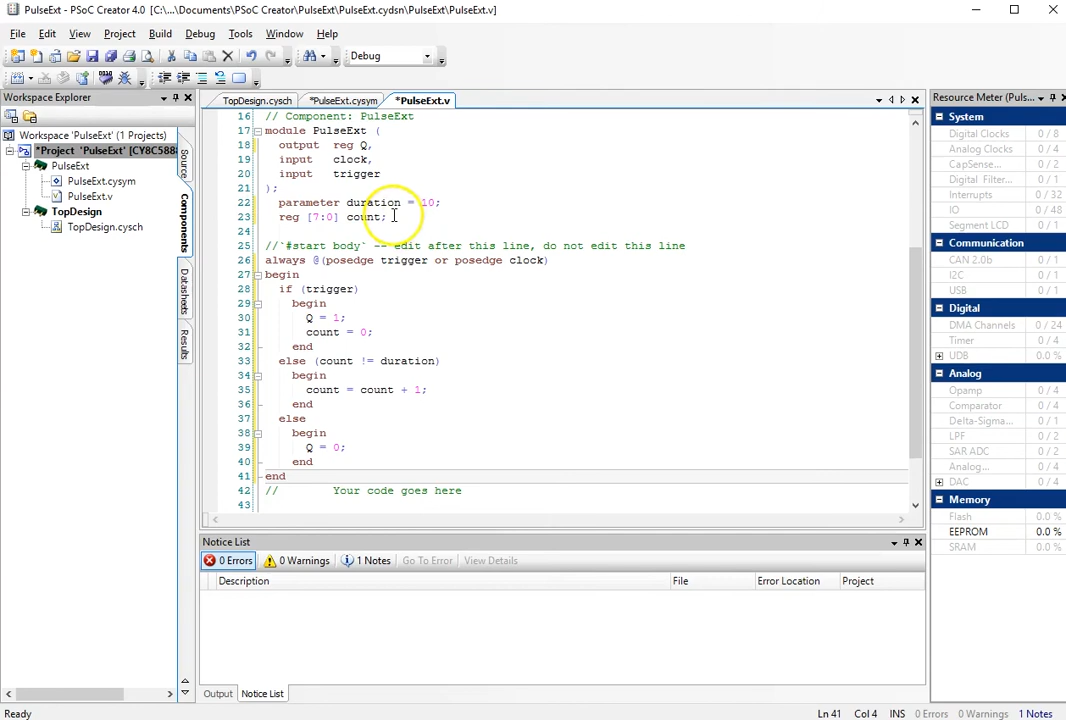 PulseExt - PSoC Creator 4.0 [C:\...\Documents\PSoC\PulseExt\PulseExt.cydsn\PulseExt\PulseExt.v]
File Edit View Project Build Debug Tools Window Help
Debug
Workspace Explorer
Workspace 'PulseExt' (1 Projects)
*Project 'PulseExt' [CY8C588
PulseExt
PulseExt.cysym
PulseExt.v
TopDesign
TopDesign.cysch
Source
Components
Datasheets
Results
TopDesign.cysch *PulseExt.cysym *PulseExt.v
16 // Component: PulseExt
17 module PulseExt (
18 output reg Q,
19 input clock,
20 input trigger
21 );
22 parameter duration = 10;
23 reg [7:0] count;
24
25 //`#start body` -- edit after this line, do not edit this line
26 always @(posedge trigger or posedge clock)
27 begin
28 if (trigger)
29 begin
30 Q = 1;
31 count = 0;
32 end
33 else (count != duration)
34 begin
35 count = count + 1;
36 end
37 else
38 begin
39 Q = 0;
40 end
41 end
42 // Your code goes here
43
Notice List
0 Errors 0 Warnings 1 Notes Go To Error View Details
Description File Error Location Project
Output Notice List
Resource Meter (Puls...
System
Digital Clocks 0 / 8
Analog Clocks 0 / 4
CapSense... 0 / 2
Digital Filter... 0 / 1
Interrupts 0 / 32
IO 0 / 48
Segment LCD 0 / 1
Communication
CAN 2.0b 0 / 1
I2C 0 / 1
USB 0 / 1
Digital
DMA Channels 0 / 24
Timer 0 / 4
UDB 0.0 %
Analog
Opamp 0 / 4
Comparator 0 / 4
Delta-Sigma... 0 / 1
LPF 0 / 2
SAR ADC 0 / 2
Analog... 0 / 1
DAC 0 / 4
Memory
Flash 0.0 %
EEPROM 0.0 %
SRAM 0.0 %
Ready Ln 41 Col 4 INS 0 Errors 0 Warnings 1 Notes